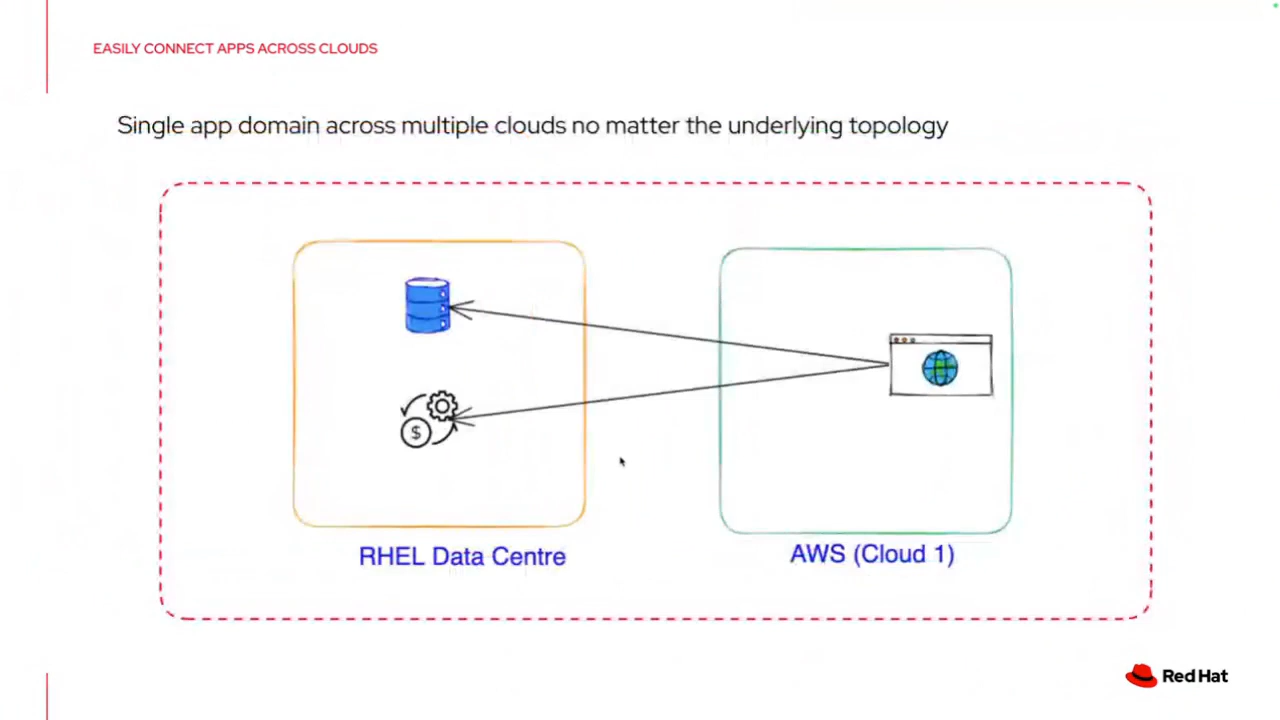 EASILY CONNECT APPS ACROSS CLOUDS
Single app domain across multiple clouds no matter the underlying topology
$
RHEL Data Centre
AWS (Cloud 1)
Red Hat